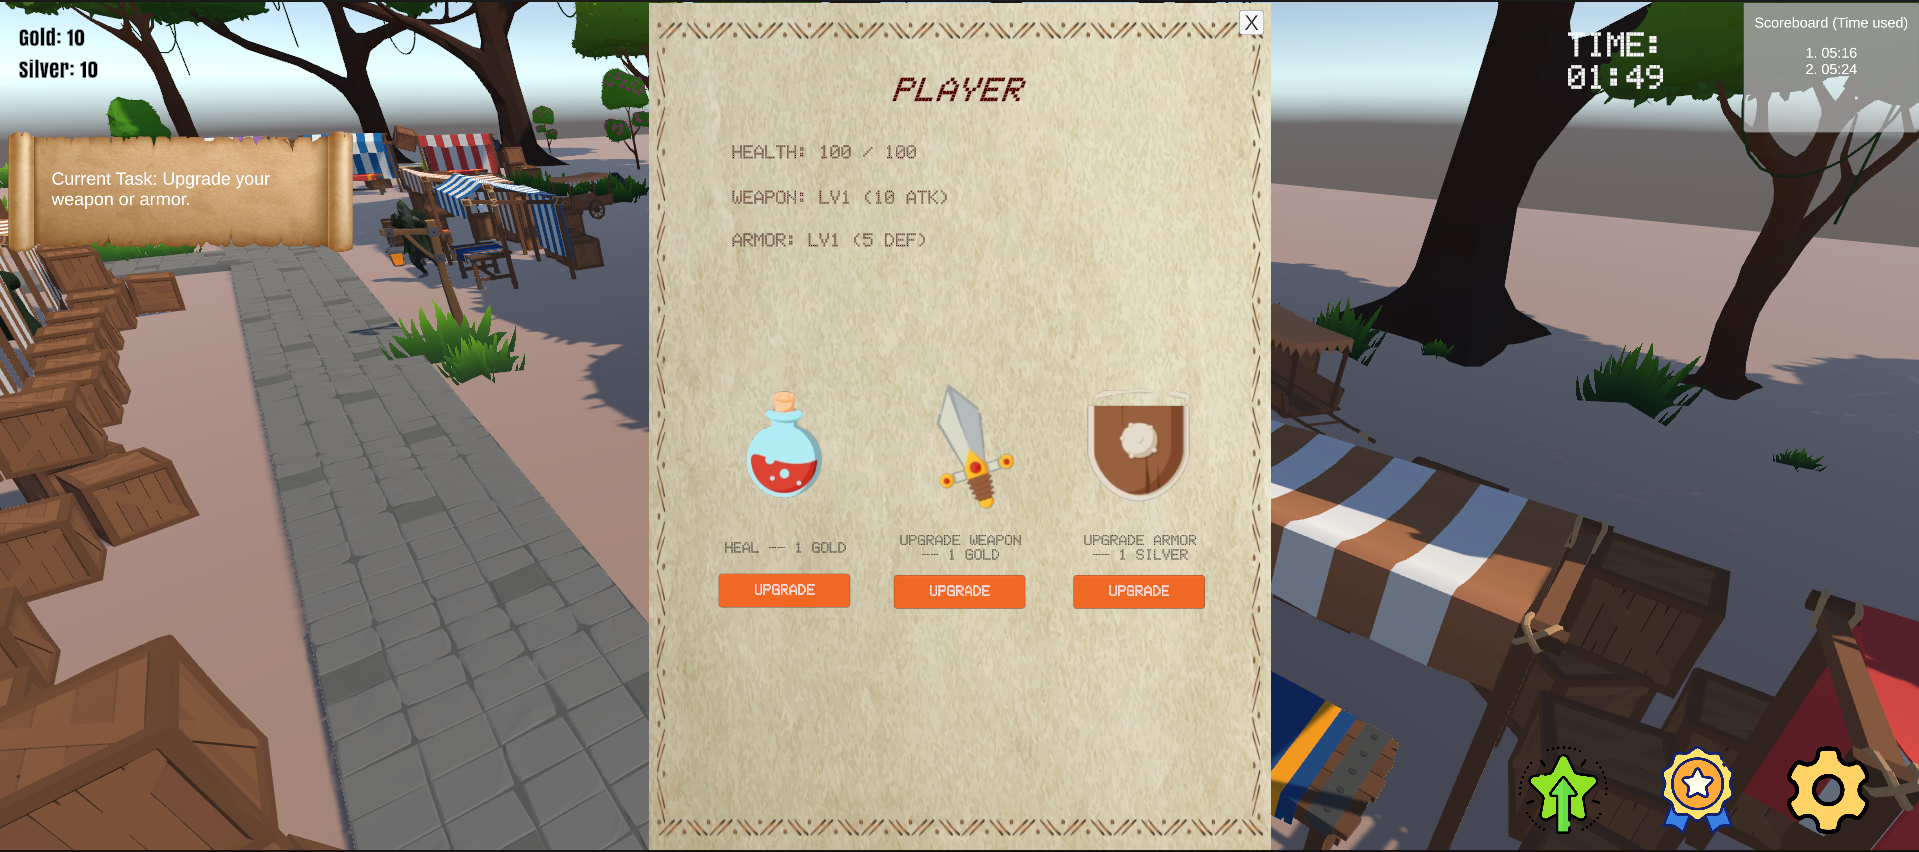 Gold: 10
Silver: 10
Current Task: Upgrade your
weapon or armor.
X
PLAYER
HEALTH: 100 / 100
WEAPON: LV1 (10 ATK)
ARMOR: LV1 (5 DEF)
HEAL -- 1 GOLD
UPGRADE
UPGRADE WEAPON
-- 1 GOLD
UPGRADE
UPGRADE ARMOR
-- 1 SILVER
UPGRADE
TIME:
01:49
Scoreboard (Time used)
1. 05:16
2. 05:24